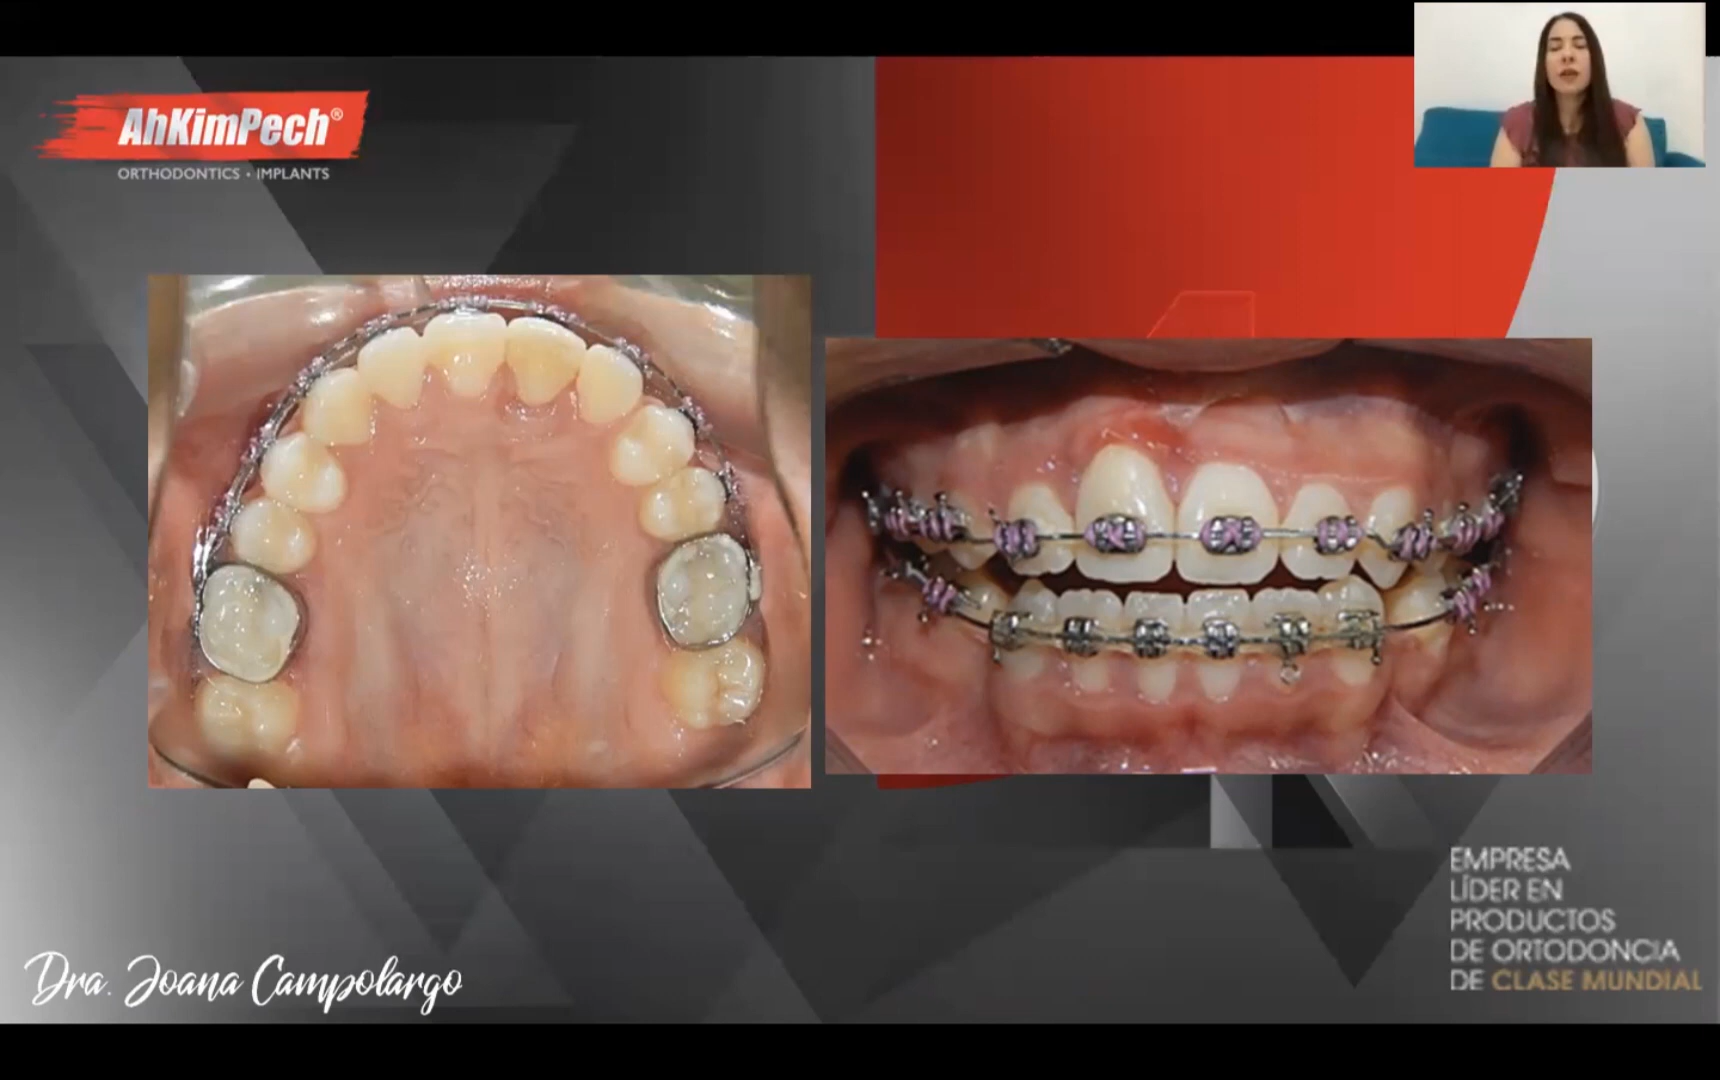 AhKimPech®
ORTHODONTICS • IMPLANTS
Dra. Joana Campolargo
EMPRESA
LÍDER EN
PRODUCTOS
DE ORTODONCIA
DE CLASE MUNDIAL